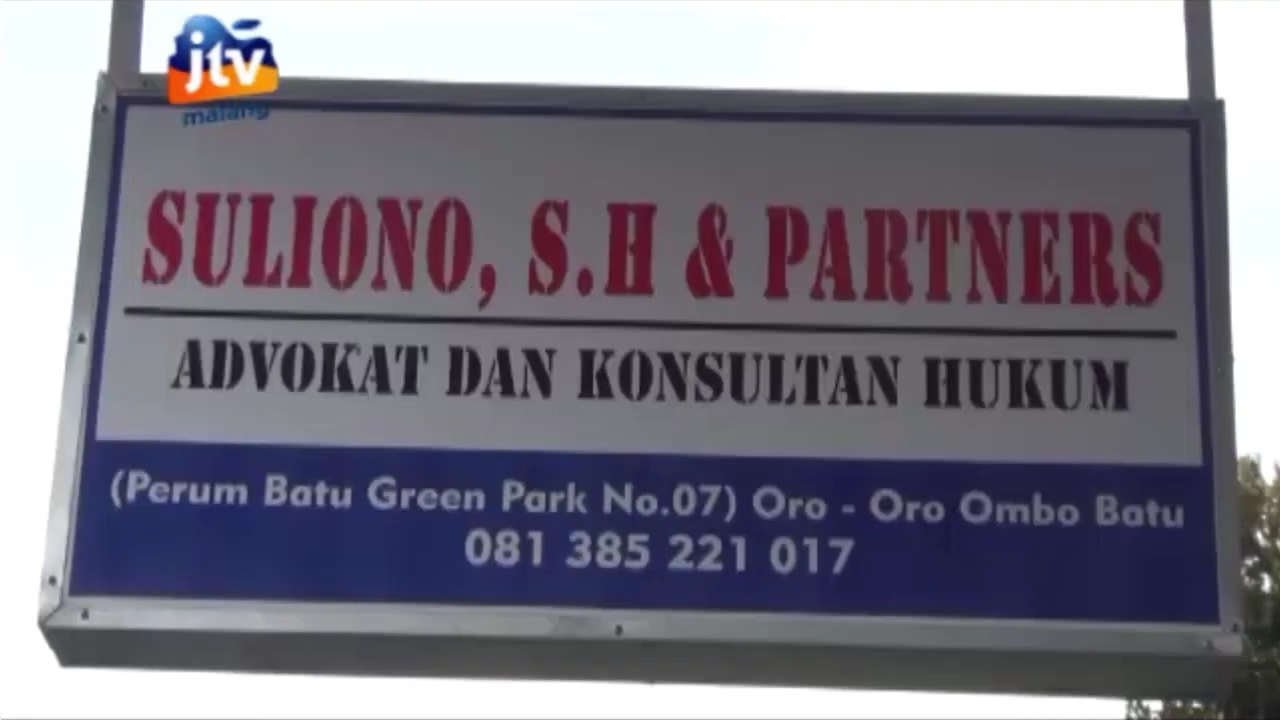 jtv
malang
SULIONO, S.H & PARTNERS
ADVOKAT DAN KONSULTAN HUKUM
(Perum Batu Green Park No.07) Oro - Oro Ombo Batu
081 385 221 017